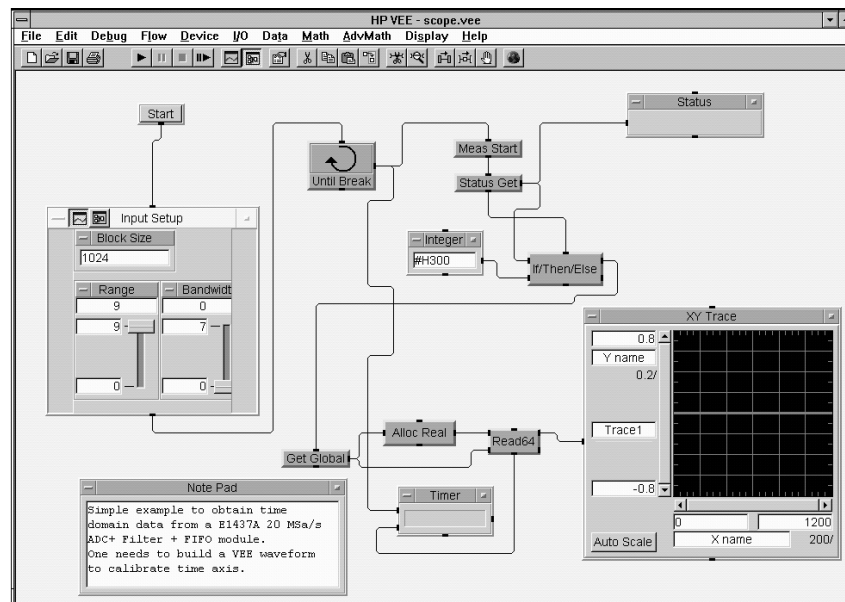 HP VEE - scope.vee
File Edit Debug Flow Device I/O Data Math AdvMath Display Help
Start
Status
Until Break
Meas Start
Status Get
Input Setup
Block Size
1024
Range
9
9
0
Bandwidt
0
7
0
Integer
#H300
If/Then/Else
XY Trace
0.8
Y name
0.2/
Trace1
-0.8
0 1200
Auto Scale X name 200/
Alloc Real
Read64
Get Global
Timer
Note Pad
Simple example to obtain time
domain data from a E1437A 20 MSa/s
ADC+ Filter + FIFO module.
One needs to build a VEE waveform
to calibrate time axis.